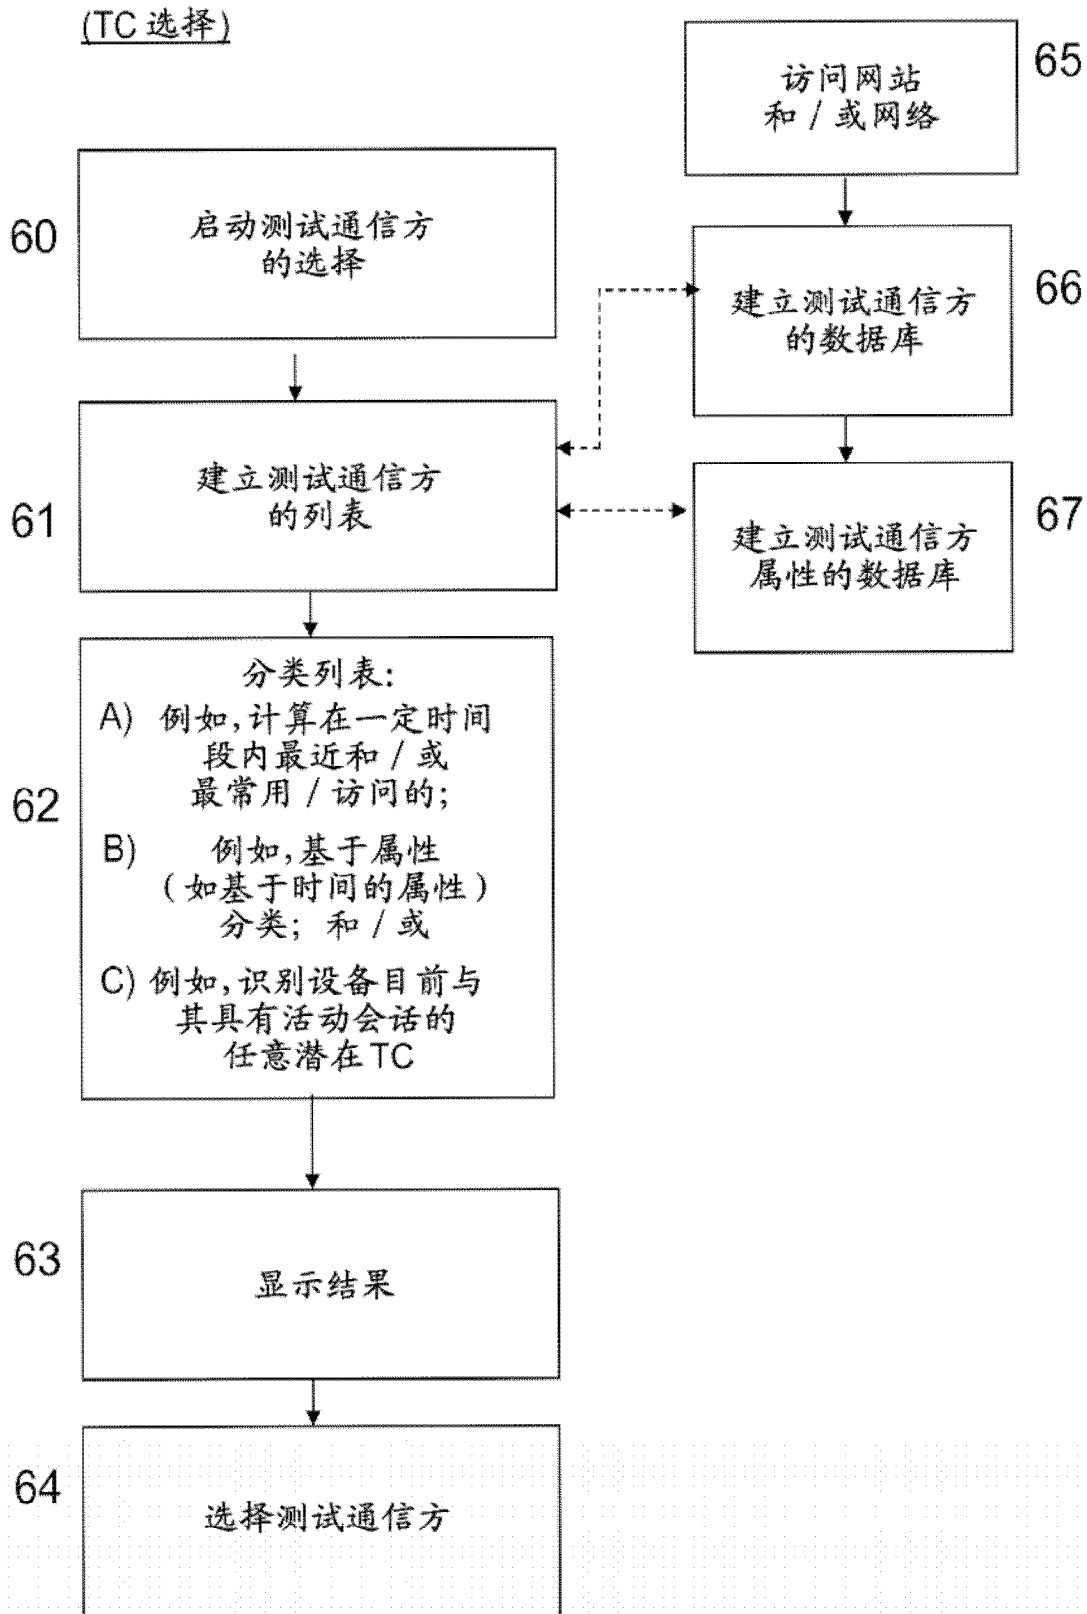 (TC 选择)
60
启动测试通信方
的选择
61
建立测试通信方
的列表
62
分类列表:
A) 例如,计算在一定时间
段内最近和 / 或
最常用 / 访问的;
B) 例如,基于属性
(如基于时间的属性)
分类; 和 / 或
C) 例如,识别设备目前与
其具有活动会话的
任意潜在TC
63
显示结果
64
选择测试通信方
65
访问网站
和 / 或网络
66
建立测试通信方
的数据库
67
建立测试通信方
属性的数据库